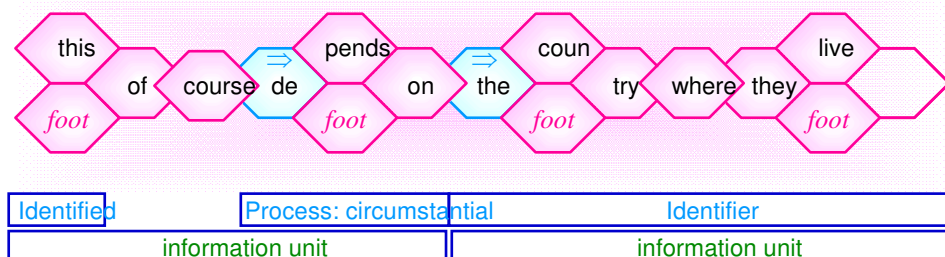 this pends coun live
of course de on the try where they
foot foot foot foot
Identified Process: circumstantial Identifier
information unit information unit